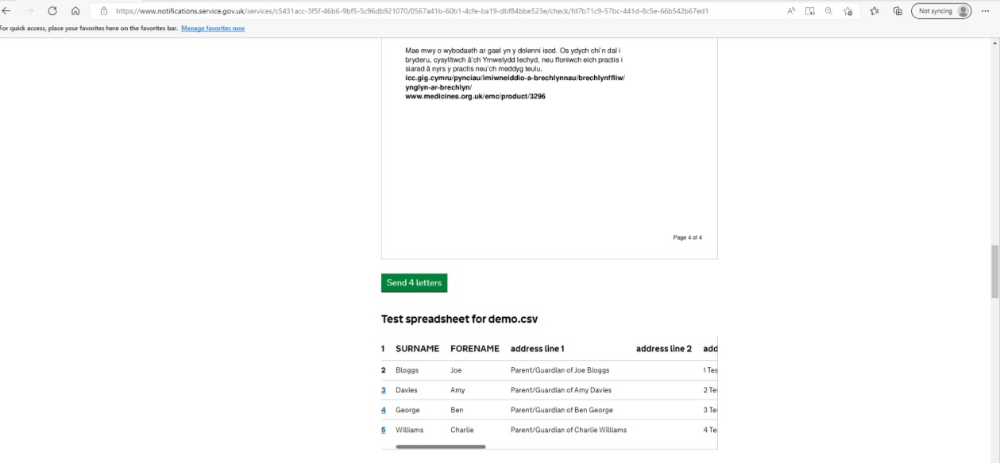 https://www.notifications.service.gov.uk/services/c5431acc-3f5f-46b6-9bf5-5c96db921070/0567a41b-60b1-4cfe-ba19-dbf84bbe523e/check/fd7b71c9-57bc-441d-8c5e-66b542b67ed1
Not syncing
For quick access, place your favorites here on the favorites bar. Manage favorites now
Mae mwy o wybodaeth ar gael yn y dolenni isod. Os ydych chi'n dal i
bryderu, cysylltwch â'ch Ymwelydd Iechyd, neu ffoniwch eich practis i
siarad â nyrs y practis neu'ch meddyg teulu.
icc.gig.cymru/pynciau/imiwneiddio-a-brechlynnau/brechlynffliw/
ynglyn-ar-brechlyn/
www.medicines.org.uk/emc/product/3296
Page 4 of 4
Send 4 letters
Test spreadsheet for demo.csv
1 SURNAME FORENAME address line 1 address line 2 add
2 Bloggs Joe Parent/Guardian of Joe Bloggs 1 Tes
3 Davies Amy Parent/Guardian of Amy Davies 2 Te
4 George Ben Parent/Guardian of Ben George 3 Te
5 Williams Charlie Parent/Guardian of Charlie Williams 4 Te